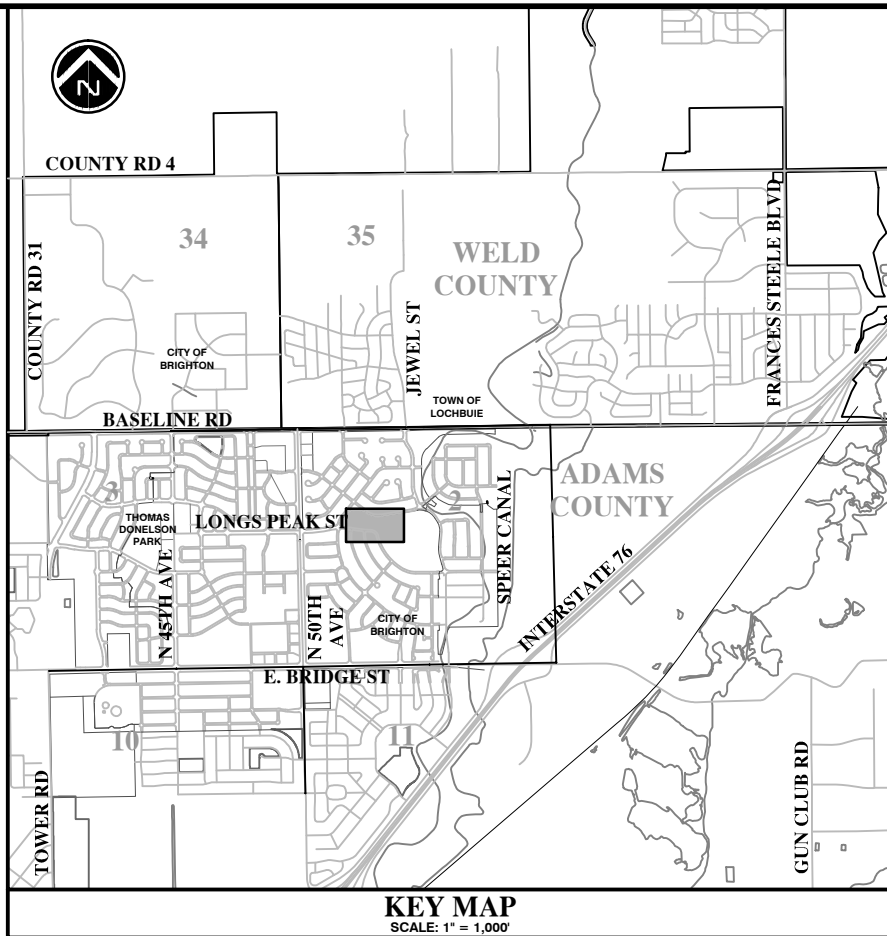 N
COUNTY RD 4
34
35
WELD
COUNTY
COUNTY RD 31
FRANCES STEELE BLVD
JEWEL ST
CITY OF
BRIGHTON
TOWN OF
LOCHBUIE
BASELINE RD
3
2
ADAMS
COUNTY
THOMAS
DONELSON
PARK
LONGS PEAK ST
SPEER CANAL
N 45TH AVE
N 50TH
AVE
CITY OF
BRIGHTON
INTERSTATE 76
E. BRIDGE ST
10
11
TOWER RD
GUN CLUB RD
KEY MAP
SCALE: 1" = 1,000'